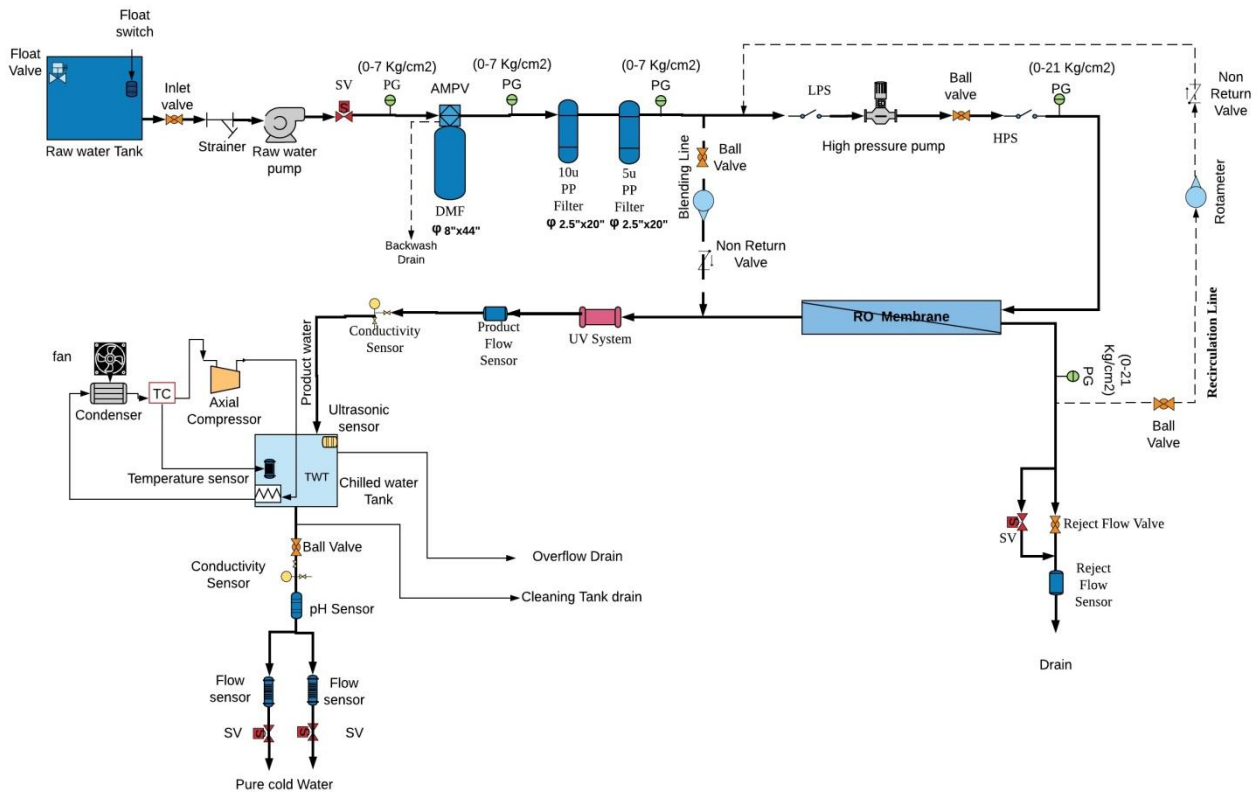 Float
switch
Float
Valve
Inlet
valve
Raw water Tank
Strainer
Raw water
pump
SV
S
(0-7 Kg/cm2)
PG
AMPV
DMF
φ 8"x44"
Backwash
Drain
(0-7 Kg/cm2)
PG
10u
PP
Filter
φ 2.5"x20"
(0-7 Kg/cm2)
PG
5u
PP
Filter
φ 2.5"x20"
Ball
Valve
Blending Line
Non Return
Valve
LPS
High pressure pump
Ball
valve
HPS
(0-21 Kg/cm2)
PG
Non
Return
Valve
Rotameter
Recirculation Line
RO Membrane
UV System
Product
Flow
Sensor
Conductivity
Sensor
Product water
PG
(0-21
Kg/cm2)
Ball
Valve
fan
Condenser
TC
Axial
Compressor
Ultrasonic
sensor
Temperature sensor
TWT
Chilled water
Tank
S
SV
Reject Flow Valve
Reject
Flow
Sensor
Drain
Ball Valve
Overflow Drain
Conductivity
Sensor
Cleaning Tank drain
pH Sensor
Flow
sensor
Flow
sensor
SV
S
S
SV
Pure cold Water